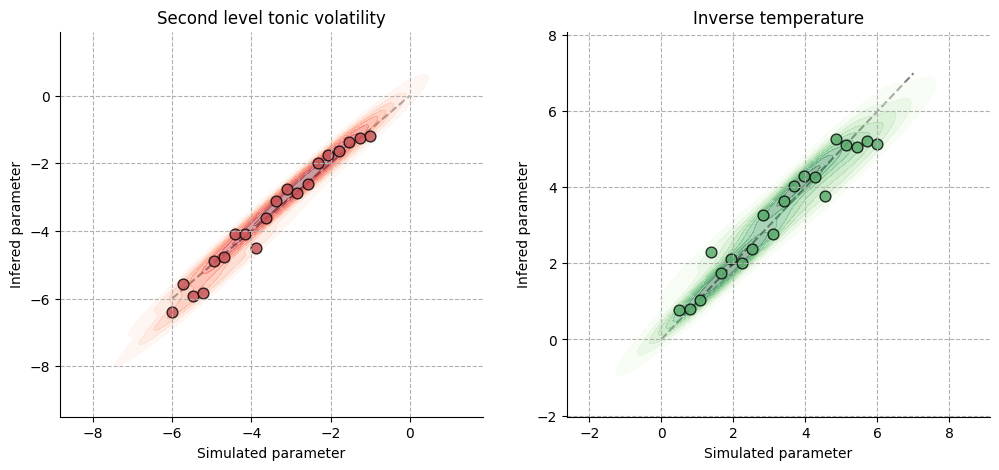 Second level tonic volatility
Infered parameter
0
−2
−4
−6
−8
−8 −6 −4 −2 0
Simulated parameter
Inverse temperature
Infered parameter
8
6
4
2
0
−2
−2 0 2 4 6 8
Simulated parameter